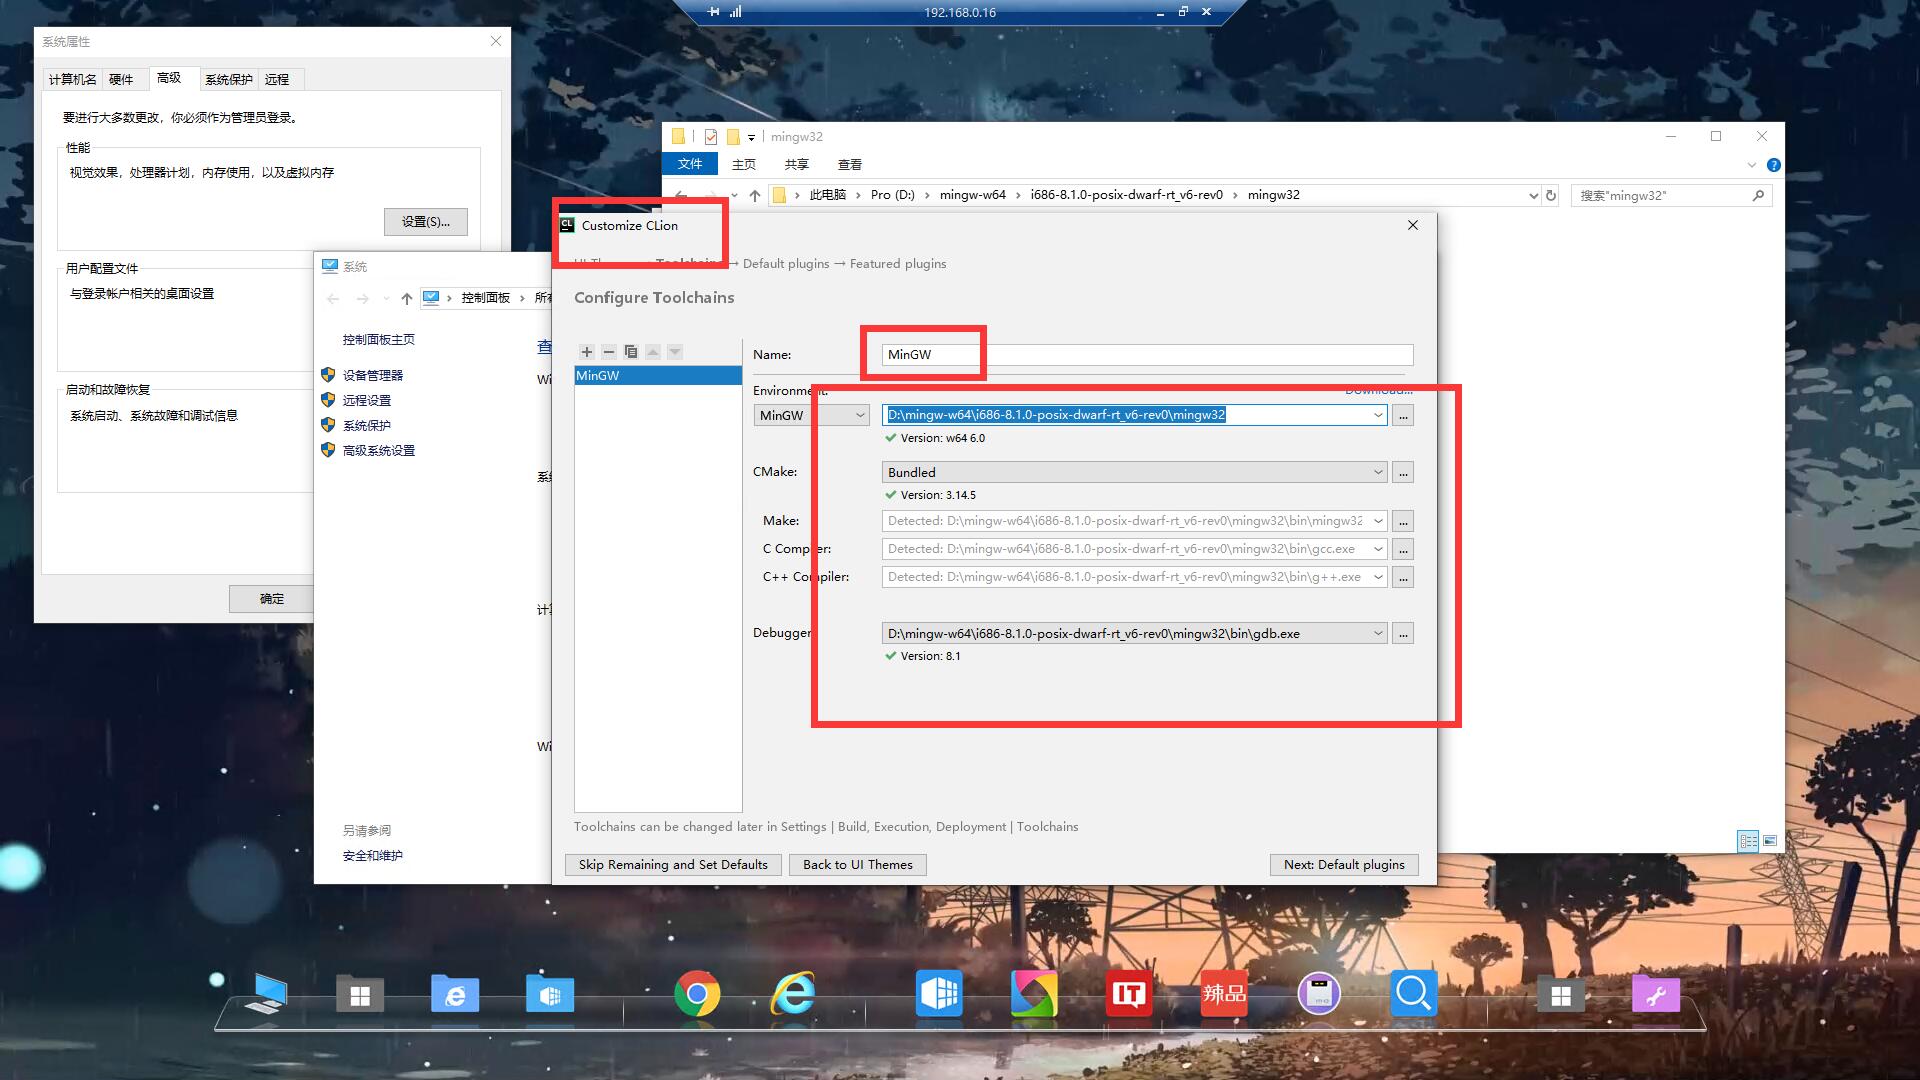 192.168.0.16
系统属性
计算机名
硬件
高级
系统保护
远程
要进行大多数更改，你必须作为管理员登录。
性能
视觉效果，处理器计划，内存使用，以及虚拟内存
设置(S)...
用户配置文件
与登录帐户相关的桌面设置
启动和故障恢复
系统启动、系统故障和调试信息
确定
系统
控制面板
控制面板主页
设备管理器
远程设置
系统保护
高级系统设置
查
Wi
另请参阅
安全和维护
mingw32
文件
主页
共享
查看
此电脑
Pro (D:)
mingw-w64
i686-8.1.0-posix-dwarf-rt_v6-rev0
mingw32
搜索"mingw32"
CL
Customize CLion
→ Default plugins → Featured plugins
Configure Toolchains
MinGW
Name:
MinGW
Environment:
MinGW
D:\mingw-w64\i686-8.1.0-posix-dwarf-rt_v6-rev0\mingw32
...
Version: w64 6.0
CMake:
Bundled
...
Version: 3.14.5
Make:
Detected: D:\mingw-w64\i686-8.1.0-posix-dwarf-rt_v6-rev0\mingw32\bin\mingw32
...
C Compiler:
Detected: D:\mingw-w64\i686-8.1.0-posix-dwarf-rt_v6-rev0\mingw32\bin\gcc.exe
...
C++ Compiler:
Detected: D:\mingw-w64\i686-8.1.0-posix-dwarf-rt_v6-rev0\mingw32\bin\g++.exe
...
Debugger
D:\mingw-w64\i686-8.1.0-posix-dwarf-rt_v6-rev0\mingw32\bin\gdb.exe
...
Version: 8.1
Toolchains can be changed later in Settings | Build, Execution, Deployment | Toolchains
Skip Remaining and Set Defaults
Back to UI Themes
Next: Default plugins
IT
辣品